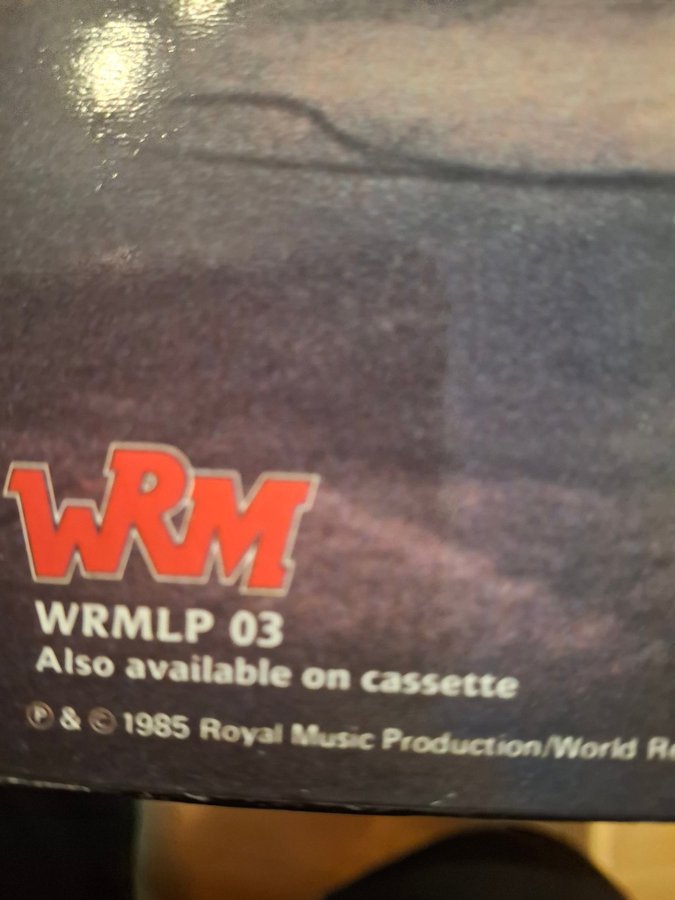 WRM
WRMLP 03
Also available on cassette
℗ & © 1985 Royal Music Production/World